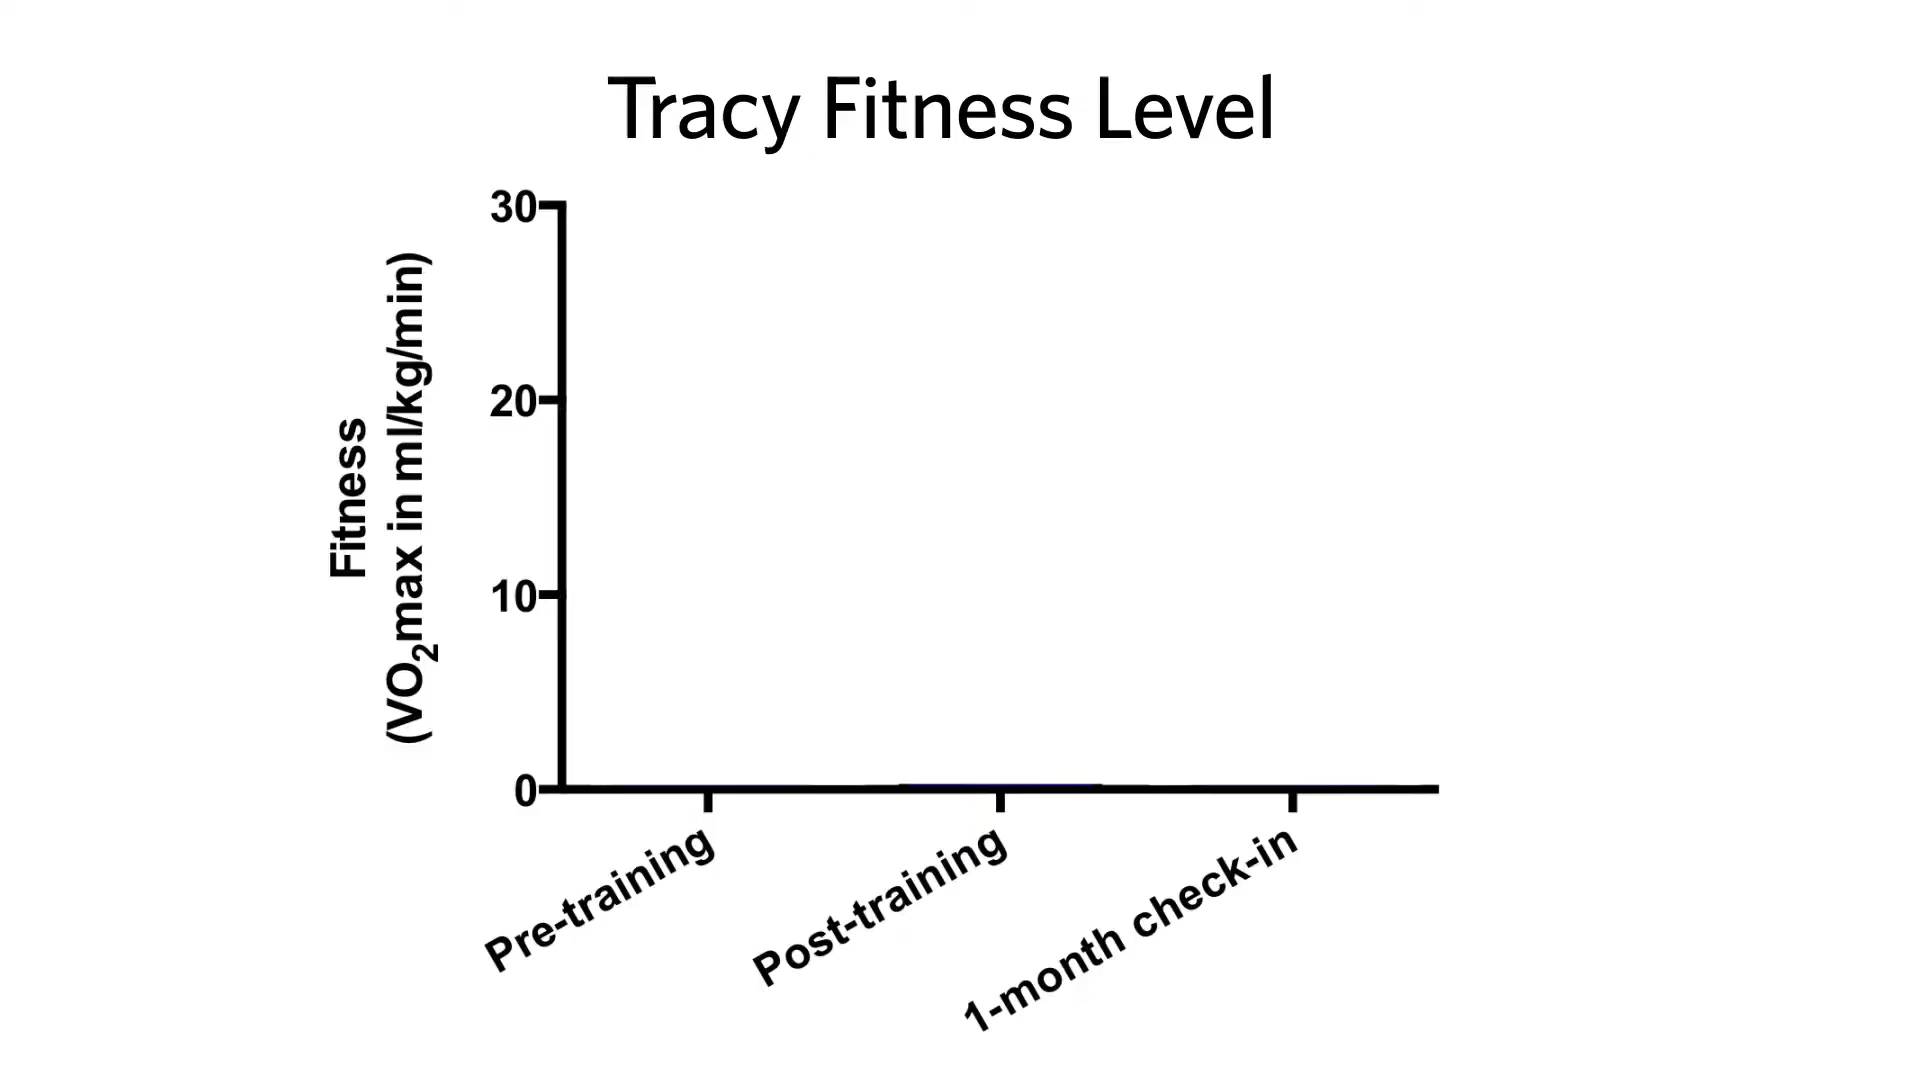 Tracy Fitness Level
Fitness
(VO₂max in ml/kg/min)
30
20
10
0
Pre-training
Post-training
1-month check-in